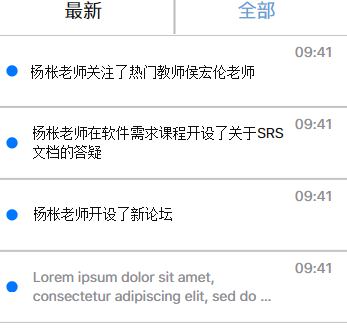 最新
全部
09:41
杨枨老师关注了热门教师侯宏伦老师
09:41
杨枨老师在软件需求课程开设了关于SRS
文档的答疑
09:41
杨枨老师开设了新论坛
09:41
Lorem ipsum dolor sit amet,
consectetur adipiscing elit, sed do ...